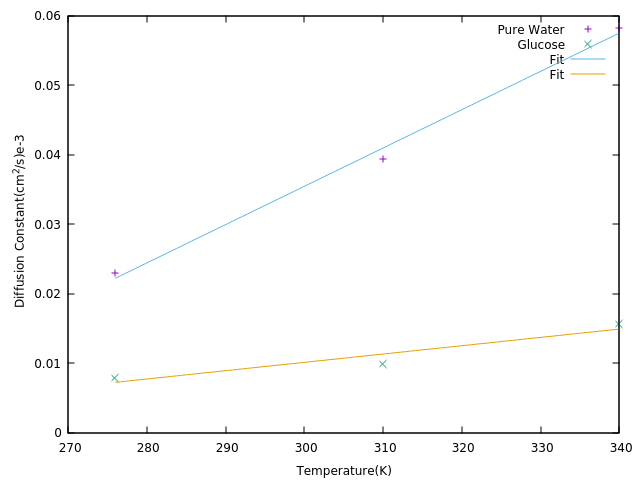 0.06
0.05
0.04
0.03
0.02
0.01
0
270 280 290 300 310 320 330 340
Diffusion Constant(cm²/s)e-3
Temperature(K)
Pure Water
Glucose
Fit
Fit